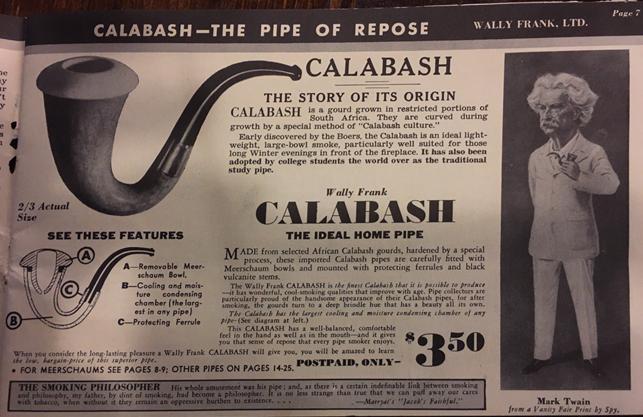 Page 7
CALABASH—THE PIPE OF REPOSE
WALLY FRANK, LTD.
CALABASH
THE STORY OF ITS ORIGIN
CALABASH is a gourd grown in restricted portions of
South Africa. They are curved during
growth by a special method of "Calabash culture."
Early discovered by the Boers, the Calabash is an ideal light-
weight, large-bowl smoke, particularly well suited for those
long Winter evenings in front of the fireplace. It has also been
adopted by college students the world over as the traditional
study pipe.
2/3 Actual
Size
Wally Frank
CALABASH
THE IDEAL HOME PIPE
SEE THESE FEATURES
A
B
C
A—Removable Meer-
schaum Bowl,
B—Cooling and mois-
ture condensing
chamber (the larg-
est in any pipe)
C—Protecting Ferrule
MADE from selected African Calabash gourds, hardened by a special
process, these imported Calabash pipes are carefully fitted with
Meerschaum bowls and mounted with protecting ferrules and black
vulcanite stems.
The Wally Frank CALABASH is the finest Calabash that it is possible to produce
—it has wonderful, cool-smoking qualities that improve with age. Pipe collectors are
particularly proud of the handsome appearance of their Calabash pipes, for after
smoking, the gourds turn to a deep brindle hue that has a beauty all its own.
The Calabash has the largest cooling and moisture condensing chamber of any
pipe. (See diagram at left.)
This CALABASH has a well-balanced, comfortable
feel in the hand as well as in the mouth—and it gives
you that sense of repose that every pipe smoker enjoys.
When you consider the long-lasting pleasure a Wally Frank CALABASH will give you, you will be amazed to learn
the low, bargain-price of this superior pipe.
POSTPAID, ONLY—
$3.50
• FOR MEERSCHAUMS SEE PAGES 8-9; OTHER PIPES ON PAGES 14-25.
THE SMOKING PHILOSOPHER His whole amusement was his pipe; and, as there is a certain indefinable link between smoking
and philosophy, my father, by dint of smoking, had become a philosopher. It is no less strange than true that we can puff away our cares
with tobacco, when without it they remain an oppressive burthen to existence. . . . —Marryat's "Jacob's Faithful."
Mark Twain
from a Vanity Fair Print by Spy.